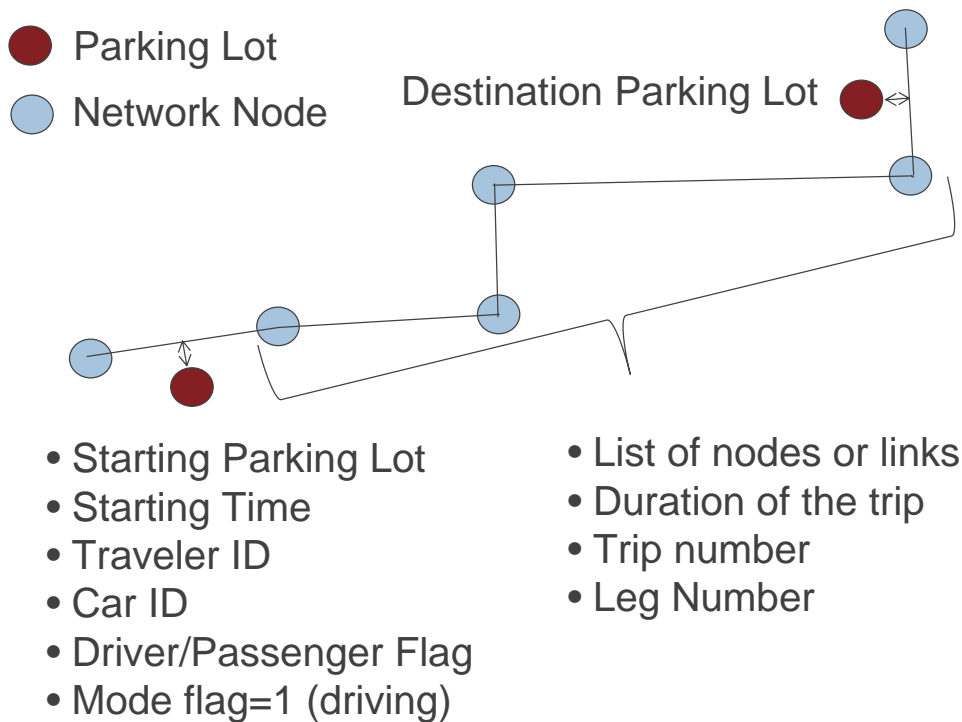 Parking Lot
Network Node
Destination Parking Lot
• Starting Parking Lot
• Starting Time
• Traveler ID
• Car ID
• Driver/Passenger Flag
• Mode flag=1 (driving)
• List of nodes or links
• Duration of the trip
• Trip number
• Leg Number